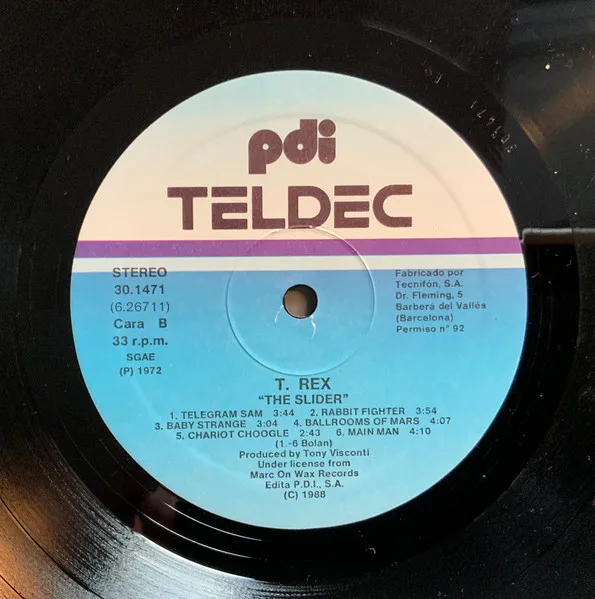 pdi
TELDEC
STEREO
30.1471
(6.26711)
Cara B
33 r.p.m.
SGAE
(P) 1972
Fabricado por
Tecnifón, S.A.
Dr. Fleming, 5
Barberá del Vallés
(Barcelona)
Permiso n° 92
T. REX
"THE SLIDER"
1. TELEGRAM SAM 3:44 2. RABBIT FIGHTER 3:54
3. BABY STRANGE 3:04 4. BALLROOMS OF MARS 4:07
5. CHARIOT CHOOGLE 2:43 6. MAIN MAN 4:10
(1.-6 Bolan)
Produced by Tony Visconti
Under license from
Marc On Wax Records
Edita P.D.I., S.A.
(C) 1988